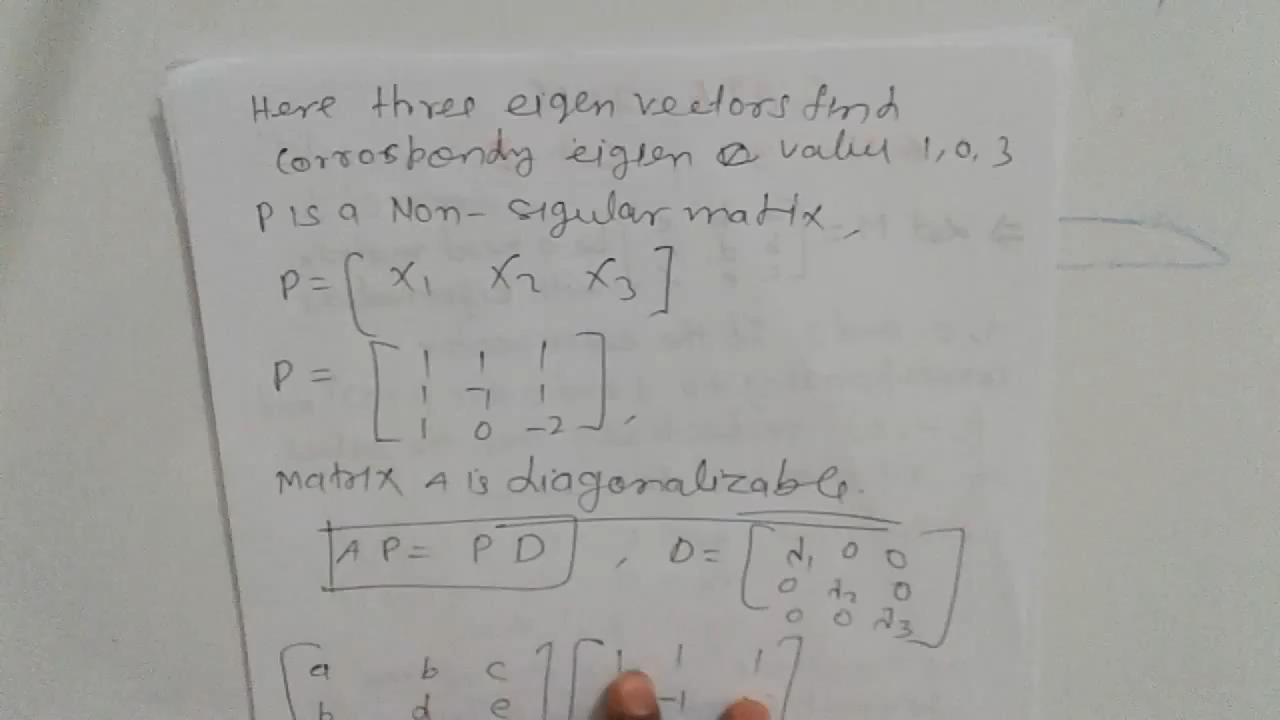 Here three eigen vectors find
corrosbondy eigien value 1, 0, 3
P is a Non-sigular matix,
P = [ X1 X2 X3 ]
P = [ 1 1 1
1 -1 1
1 0 -2 ],
matrix A is diagonalizable.
AP = PD , D = [ λ1 0 0
0 λ2 0
0 0 λ3 ]
[ a b c ] [ 1 1 1 ]
b d e -1